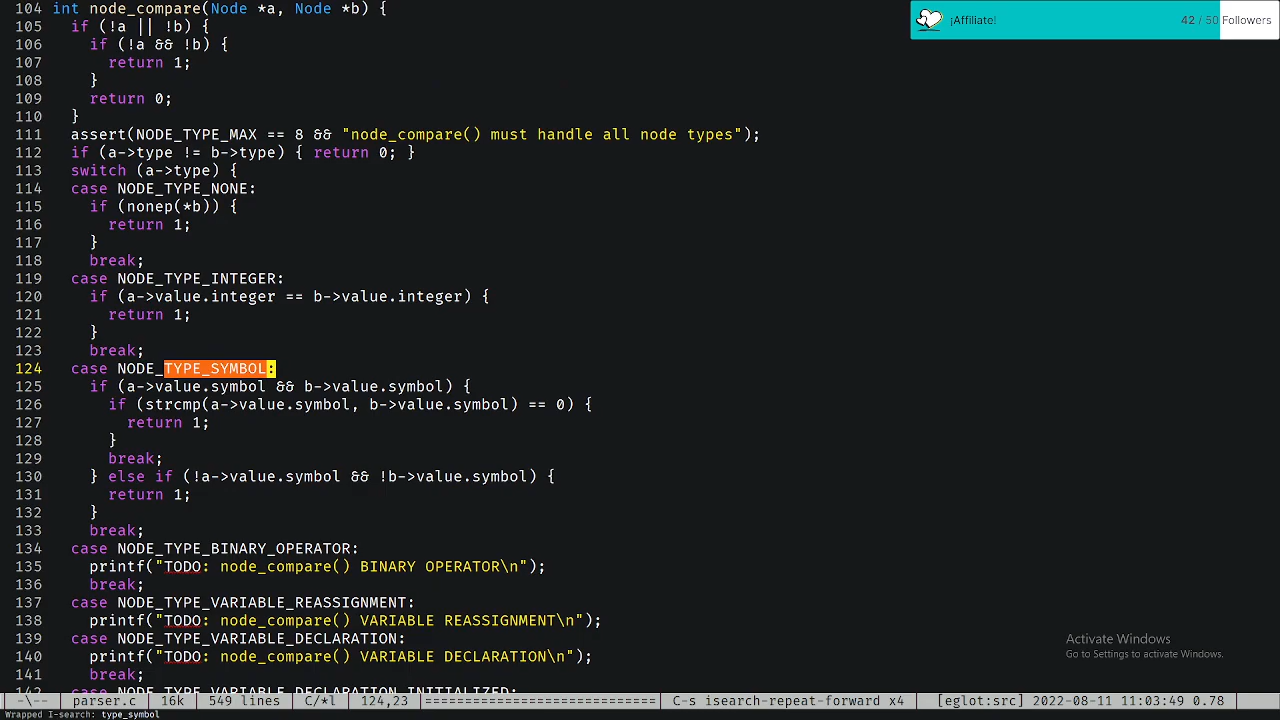 104 int node_compare(Node *a, Node *b) {
105   if (!a || !b) {
106     if (!a && !b) {
107       return 1;
108     }
109     return 0;
110   }
111   assert(NODE_TYPE_MAX == 8 && "node_compare() must handle all node types");
112   if (a->type != b->type) { return 0; }
113   switch (a->type) {
114   case NODE_TYPE_NONE:
115     if (nonep(*b)) {
116       return 1;
117     }
118     break;
119   case NODE_TYPE_INTEGER:
120     if (a->value.integer == b->value.integer) {
121       return 1;
122     }
123     break;
124   case NODE_TYPE_SYMBOL:
125     if (a->value.symbol && b->value.symbol) {
126       if (strcmp(a->value.symbol, b->value.symbol) == 0) {
127         return 1;
128       }
129       break;
130     } else if (!a->value.symbol && !b->value.symbol) {
131       return 1;
132     }
133     break;
134   case NODE_TYPE_BINARY_OPERATOR:
135     printf("TODO: node_compare() BINARY OPERATOR\n");
136     break;
137   case NODE_TYPE_VARIABLE_REASSIGNMENT:
138     printf("TODO: node_compare() VARIABLE REASSIGNMENT\n");
139   case NODE_TYPE_VARIABLE_DECLARATION:
140     printf("TODO: node_compare() VARIABLE DECLARATION\n");
141     break;
142   case NODE_TYPE_VARIABLE_DECLARATION_INITIALIZED:
¡Affiliate! 42 / 50 Followers
Activate Windows
Go to Settings to activate Windows.
-\-- parser.c 16k 549 lines C/*l 124,23 ========================= C-s isearch-repeat-forward x4 [eglot:src] 2022-08-11 11:03:49 0.78
Wrapped I-search: type_symbol